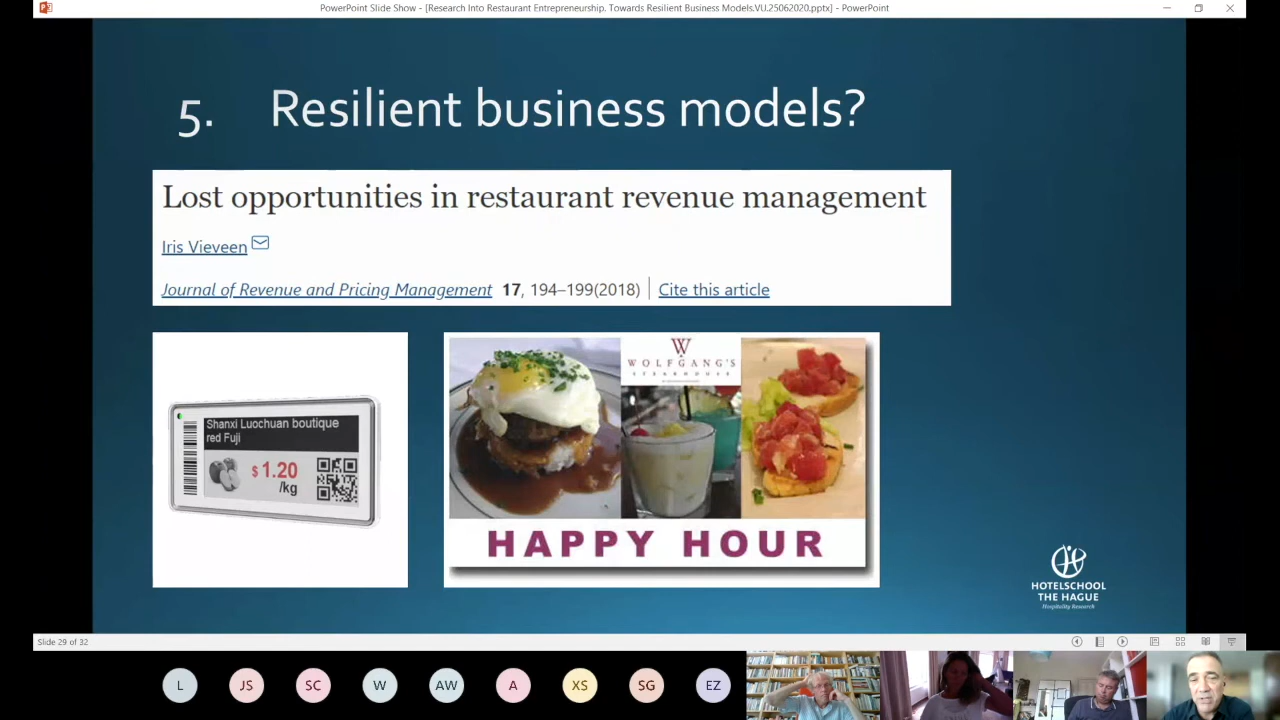 PowerPoint Slide Show - [Research Into Restaurant Entrepreneurship. Towards Resilient Business Models.VU.25062020.pptx] - PowerPoint
5. Resilient business models?
Lost opportunities in restaurant revenue management
Iris Vieveen
Journal of Revenue and Pricing Management 17, 194–199(2018) Cite this article
Shanxi Luochuan boutique
red Fuji
$1.20
/kg
W
WOLFGANG'S
STEAKHOUSE
HAPPY HOUR
HOTELSCHOOL
THE HAGUE
Hospitality Research
Slide 29 of 32
L JS SC W AW A XS SG EZ